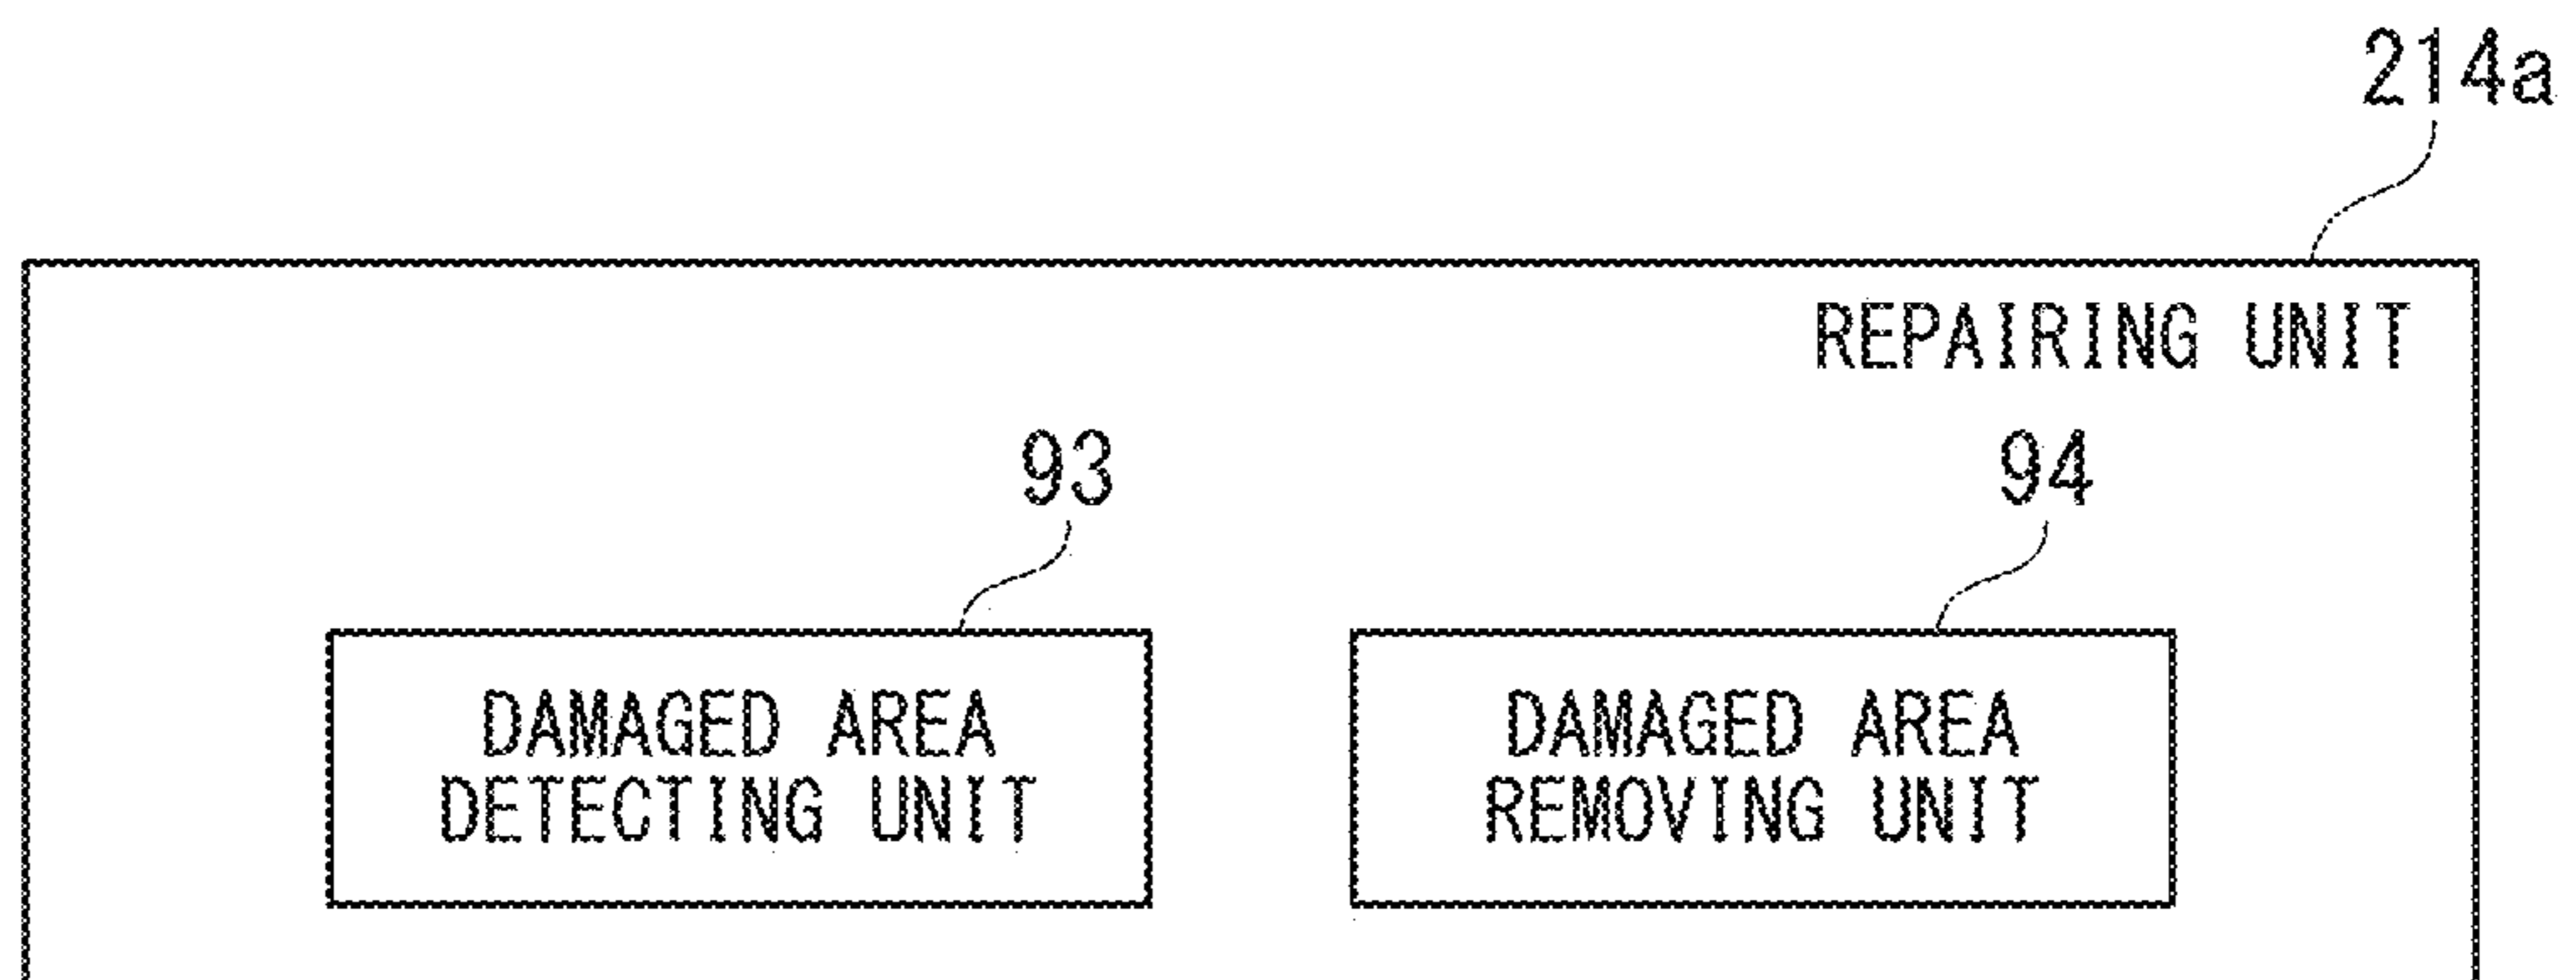 214a
REPAIRING UNIT
93
94
DAMAGED AREA
DETECTING UNIT
DAMAGED AREA
REMOVING UNIT